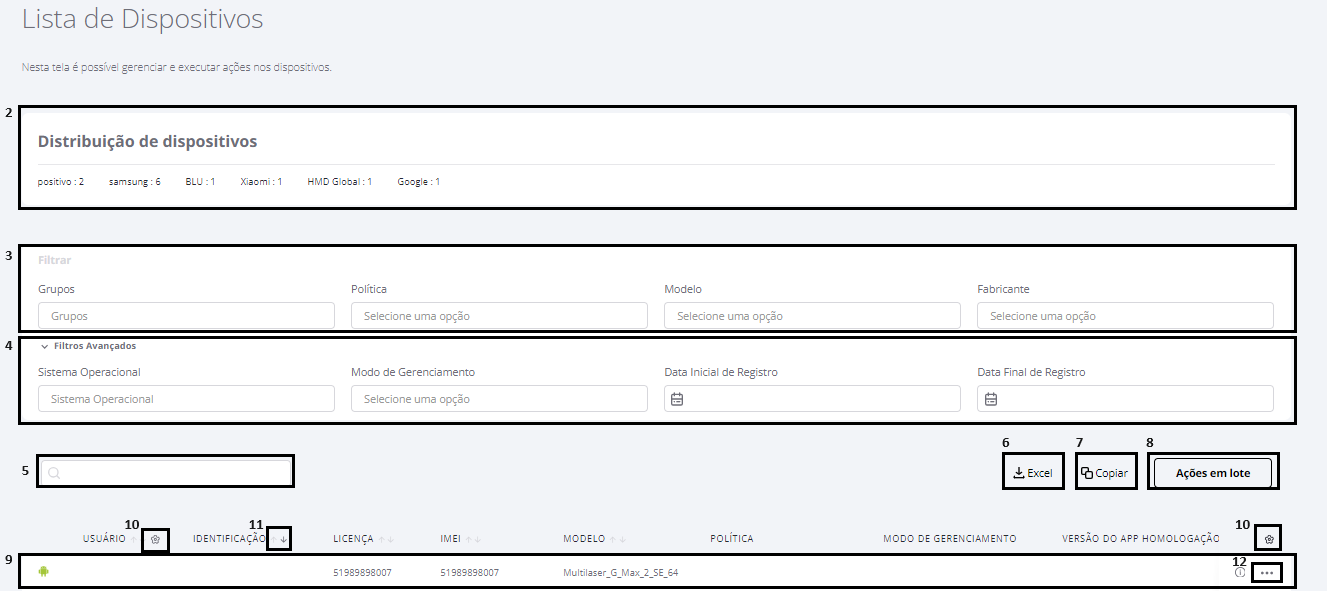 Lista de Dispositivos
Nesta tela é possível gerenciar e executar ações nos dispositivos.
2
Distribuição de dispositivos
positivo : 2 samsung : 6 BLU : 1 Xiaomi : 1 HMD Global : 1 Google : 1
3
Filtrar
Grupos Política Modelo Fabricante
Grupos Selecione uma opção Selecione uma opção Selecione uma opção
4
Filtros Avançados
Sistema Operacional Modo de Gerenciamento Data Inicial de Registro Data Final de Registro
Sistema Operacional Selecione uma opção
6 7 8
5 Excel Copiar Ações em lote
10 11 10
USUÁRIO IDENTIFICAÇÃO LICENÇA IMEI MODELO POLÍTICA MODO DE GERENCIAMENTO VERSÃO DO APP HOMOLOGAÇÃO
9 12
51989898007 51989898007 Multilaser_G_Max_2_SE_64